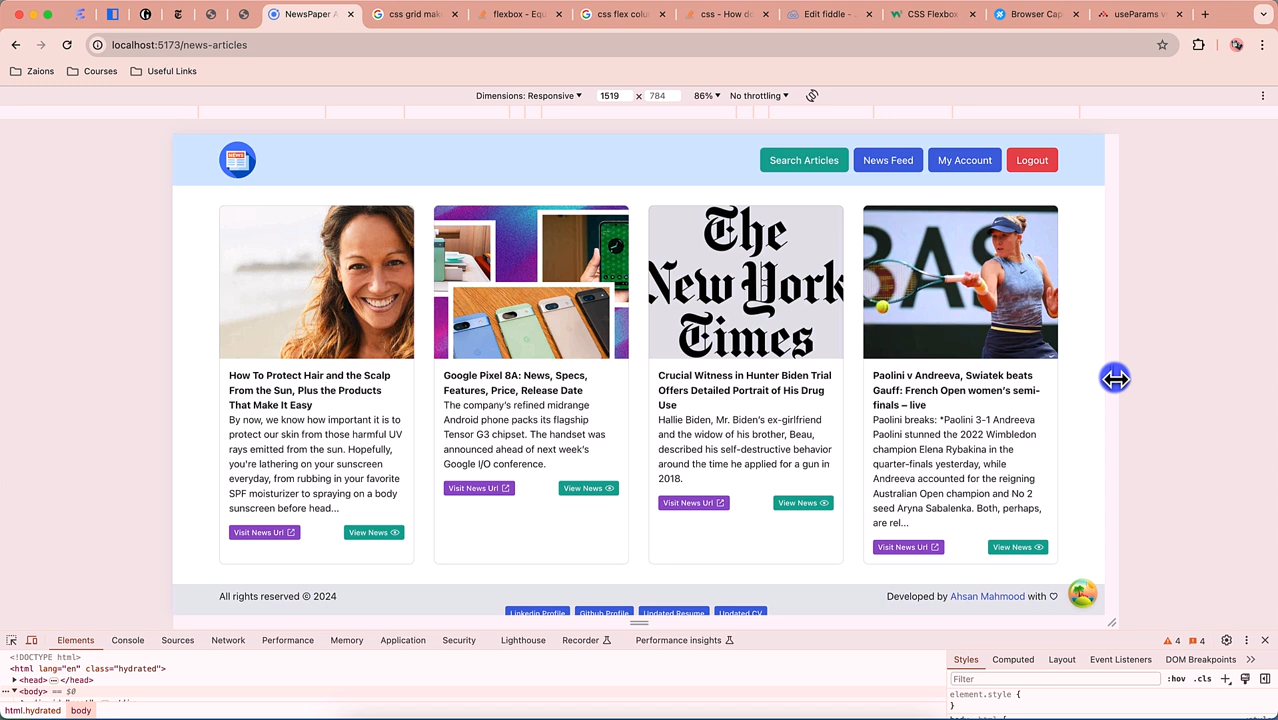 NewsPaper A
css grid mak
flexbox - Equ
css flex colu
css - How do
Edit fiddle -
CSS Flexbox
Browser Cap
useParams v
localhost:5173/news-articles
Zaions
Courses
Useful Links
Dimensions: Responsive
1519 × 784
86%
No throttling
NEWS
Search Articles
News Feed
My Account
Logout
The
New York
Times
How To Protect Hair and the Scalp
From the Sun, Plus the Products
That Make It Easy
By now, we know how important it is to
protect our skin from those harmful UV
rays emitted from the sun. Hopefully,
you're lathering on your sunscreen
everyday, from rubbing in your favorite
SPF moisturizer to spraying on a body
sunscreen before head...
Visit News Url
View News
Google Pixel 8A: News, Specs,
Features, Price, Release Date
The company's refined midrange
Android phone packs its flagship
Tensor G3 chipset. The handset was
announced ahead of next week's
Google I/O conference.
Visit News Url
View News
Crucial Witness in Hunter Biden Trial
Offers Detailed Portrait of His Drug
Use
Hallie Biden, Mr. Biden's ex-girlfriend
and the widow of his brother, Beau,
described his self-destructive behavior
around the time he applied for a gun in
2018.
Visit News Url
View News
Paolini v Andreeva, Swiatek beats
Gauff: French Open women's semi-
finals – live
Paolini breaks: *Paolini 3-1 Andreeva
Paolini stunned the 2022 Wimbledon
champion Elena Rybakina in the
quarter-finals yesterday, while
Andreeva accounted for the reigning
Australian Open champion and No 2
seed Aryna Sabalenka. Both, perhaps,
are rel...
Visit News Url
View News
All rights reserved © 2024
Developed by Ahsan Mahmood with
Linkedin Profile
Github Profile
Updated Resume
Updated CV
Elements
Console
Sources
Network
Performance
Memory
Application
Security
Lighthouse
Recorder
Performance insights
4
4
<!DOCTYPE html>
<html lang="en" class="hydrated">
<head> </head>
<body> == $0
html.hydrated
body
Styles
Computed
Layout
Event Listeners
DOM Breakpoints
Filter
:hov
.cls
element.style {
}